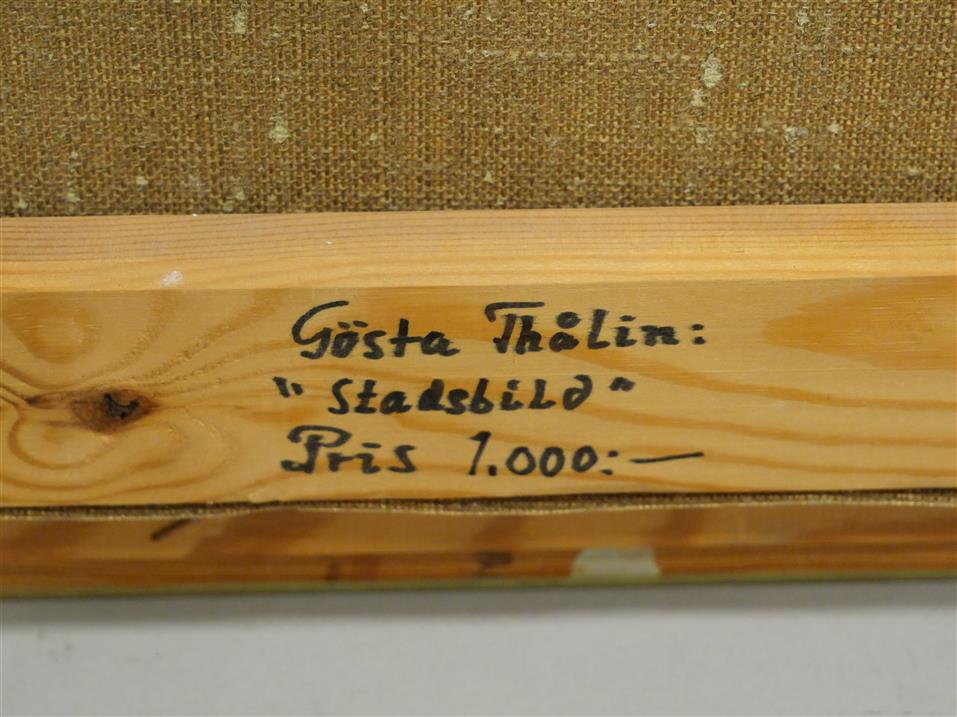 Gösta Thålin:
"Stadsbild"
Pris 1.000:—